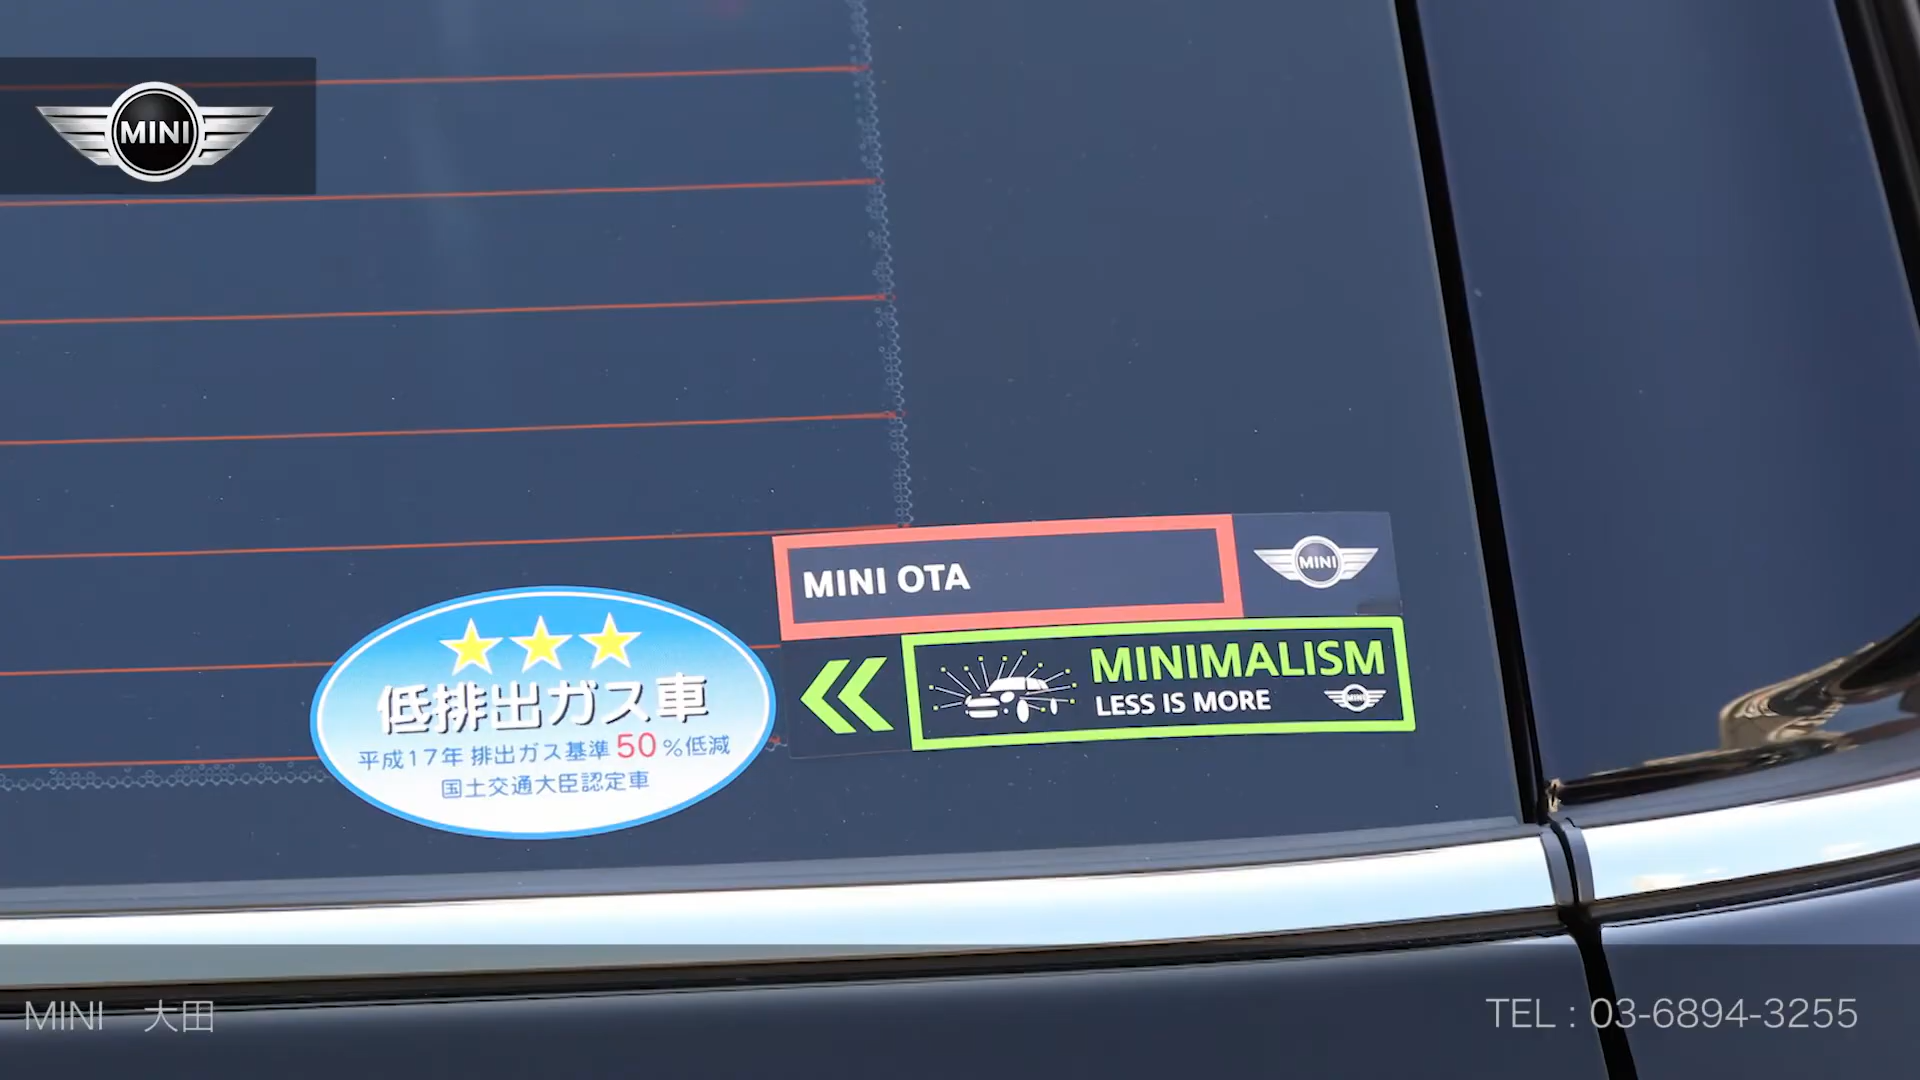 MINI
MINI OTA
MINI
MINIMALISM
LESS IS MORE
MINI
低排出ガス車
平成17年 排出ガス基準 50 %低減
国土交通大臣認定車
MINI 大田
TEL : 03-6894-3255